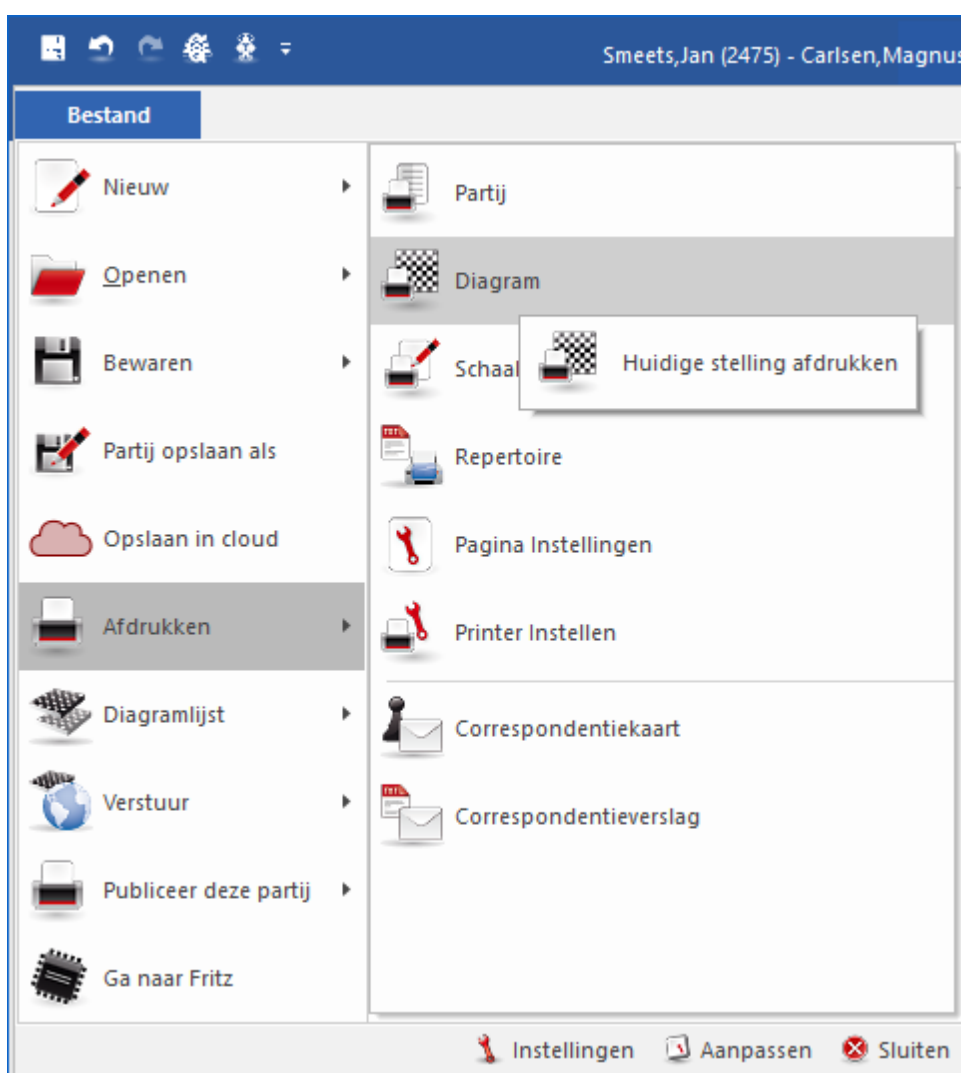 Smeets,Jan (2475) - Carlsen,Magnus
Bestand
Nieuw
Openen
Bewaren
Partij opslaan als
Opslaan in cloud
Afdrukken
Diagramlijst
Verstuur
Publiceer deze partij
Ga naar Fritz
Partij
Diagram
Huidige stelling afdrukken
Schaal
Repertoire
Pagina Instellingen
Printer Instellen
Correspondentiekaart
Correspondentieverslag
Instellingen Aanpassen Sluiten